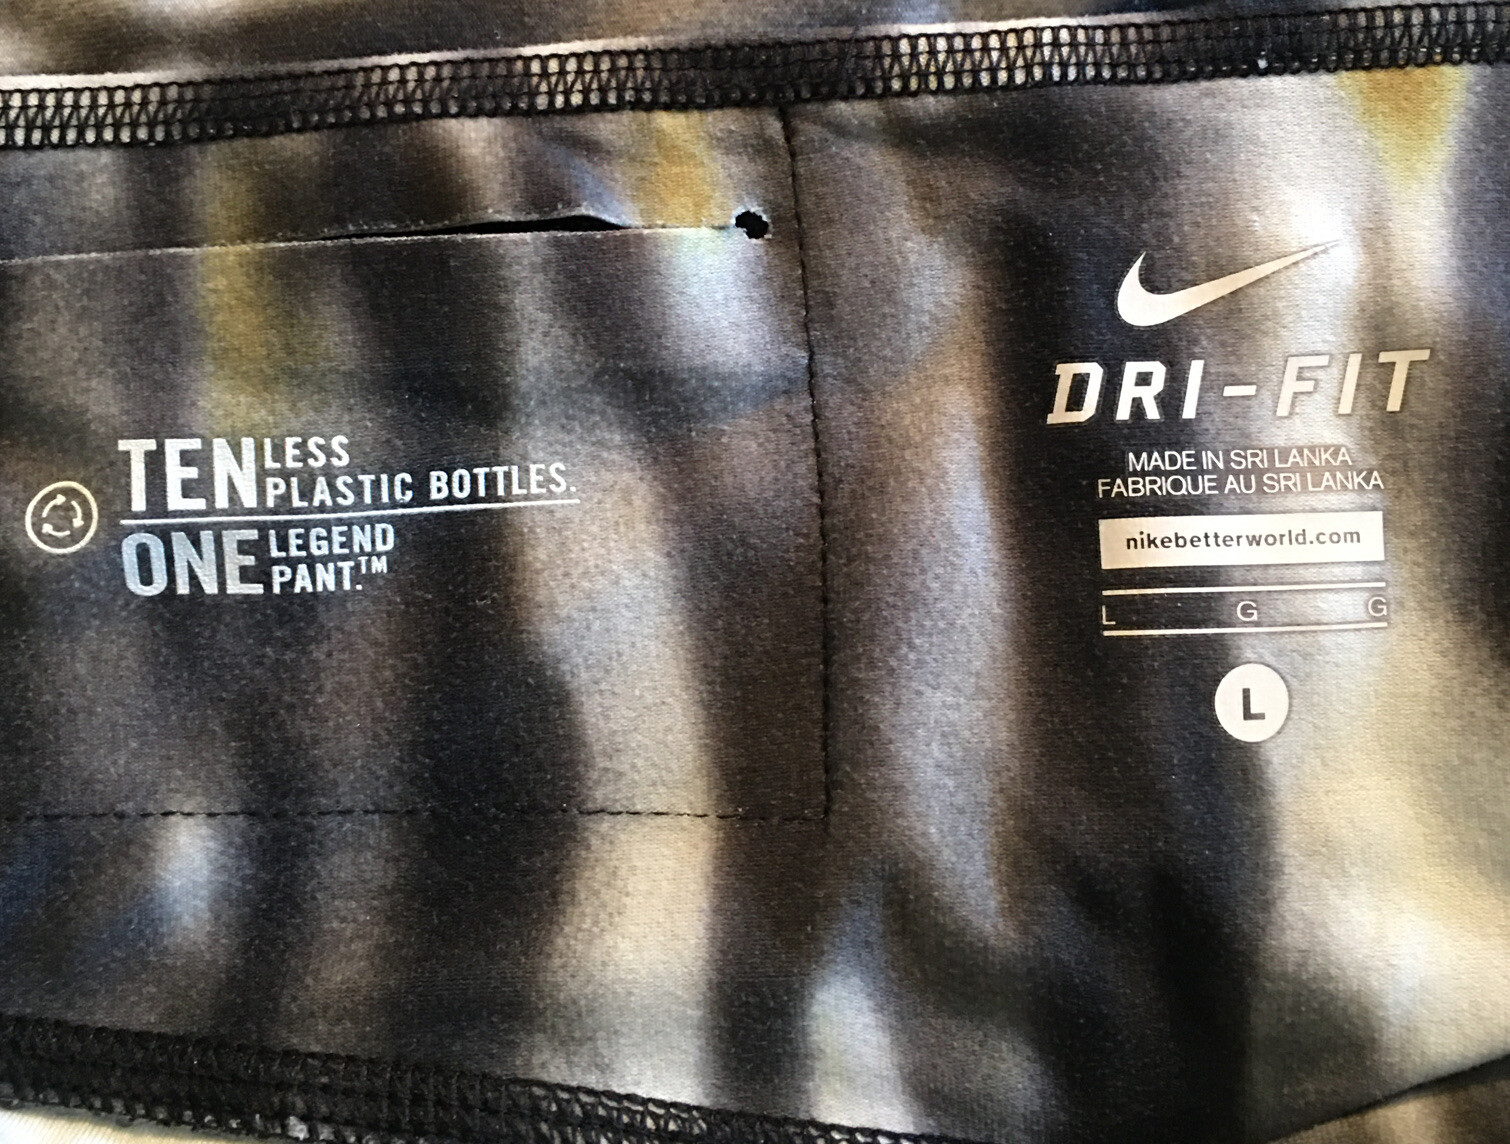 TEN LESS
PLASTIC BOTTLES.
ONE LEGEND
PANT.™
DRI-FIT
MADE IN SRI LANKA
FABRIQUE AU SRI LANKA
nikebetterworld.com
L G G
L